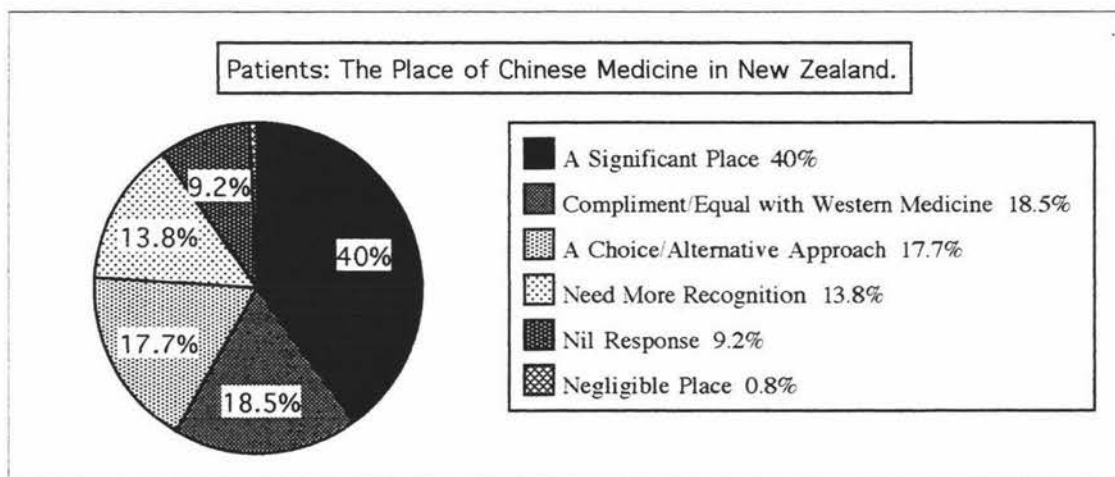 Patients: The Place of Chinese Medicine in New Zealand.
9.2%
13.8%
40%
17.7%
18.5%
A Significant Place 40%
Compliment/Equal with Western Medicine 18.5%
A Choice/Alternative Approach 17.7%
Need More Recognition 13.8%
Nil Response 9.2%
Negligible Place 0.8%